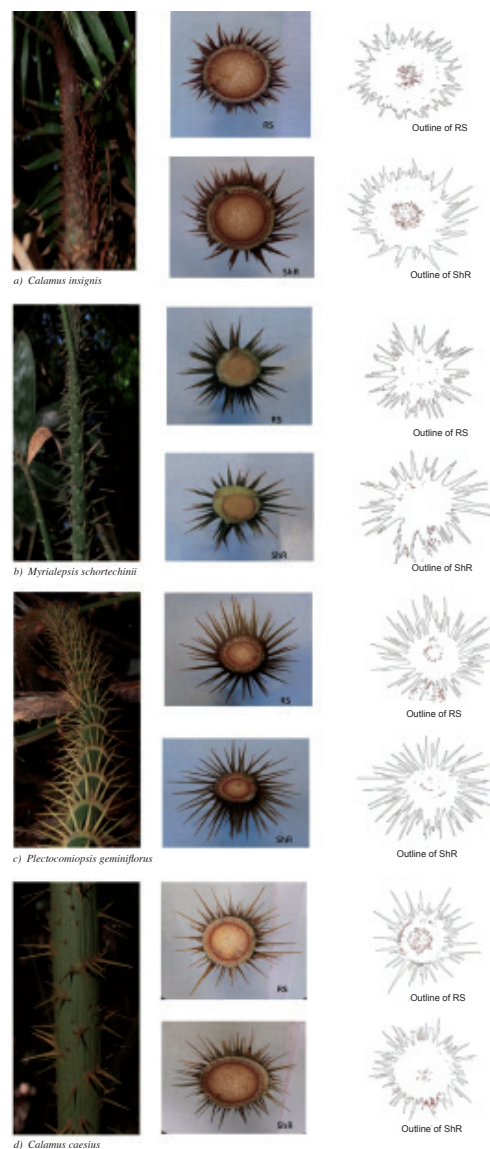 RS
Outline of RS
ShR
Outline of ShR
a) Calamus insignis
RS
Outline of RS
ShR
Outline of ShR
b) Myrialepsis schortechinii
RS
Outline of RS
ShR
Outline of ShR
c) Plectocomiopsis geminiflorus
RS
Outline of RS
ShR
Outline of ShR
d) Calamus caesius